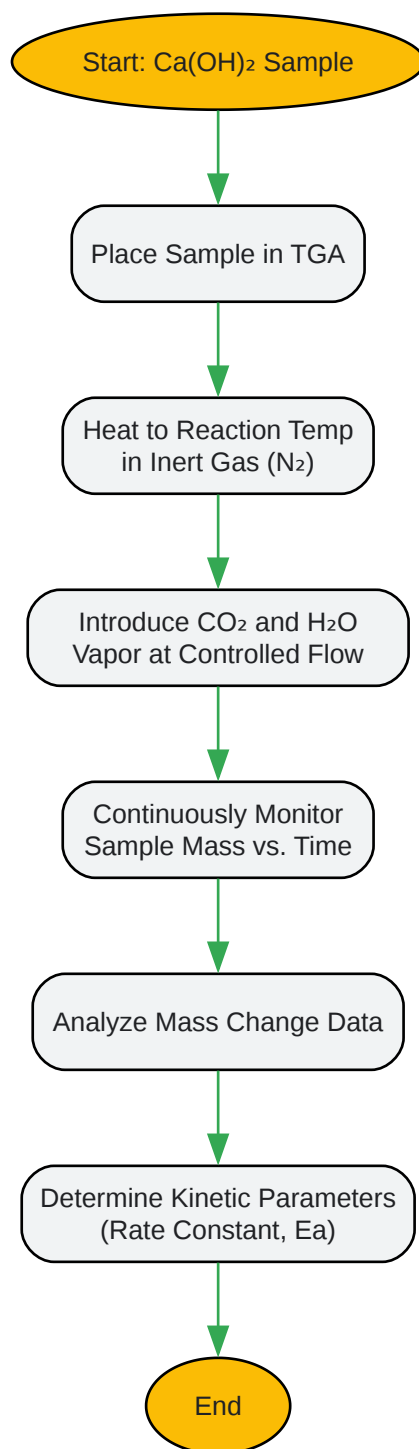 Start: Ca(OH)₂ Sample
Place Sample in TGA
Heat to Reaction Temp
in Inert Gas (N₂)
Introduce CO₂ and H₂O
Vapor at Controlled Flow
Continuously Monitor
Sample Mass vs. Time
Analyze Mass Change Data
Determine Kinetic Parameters
(Rate Constant, Ea)
End